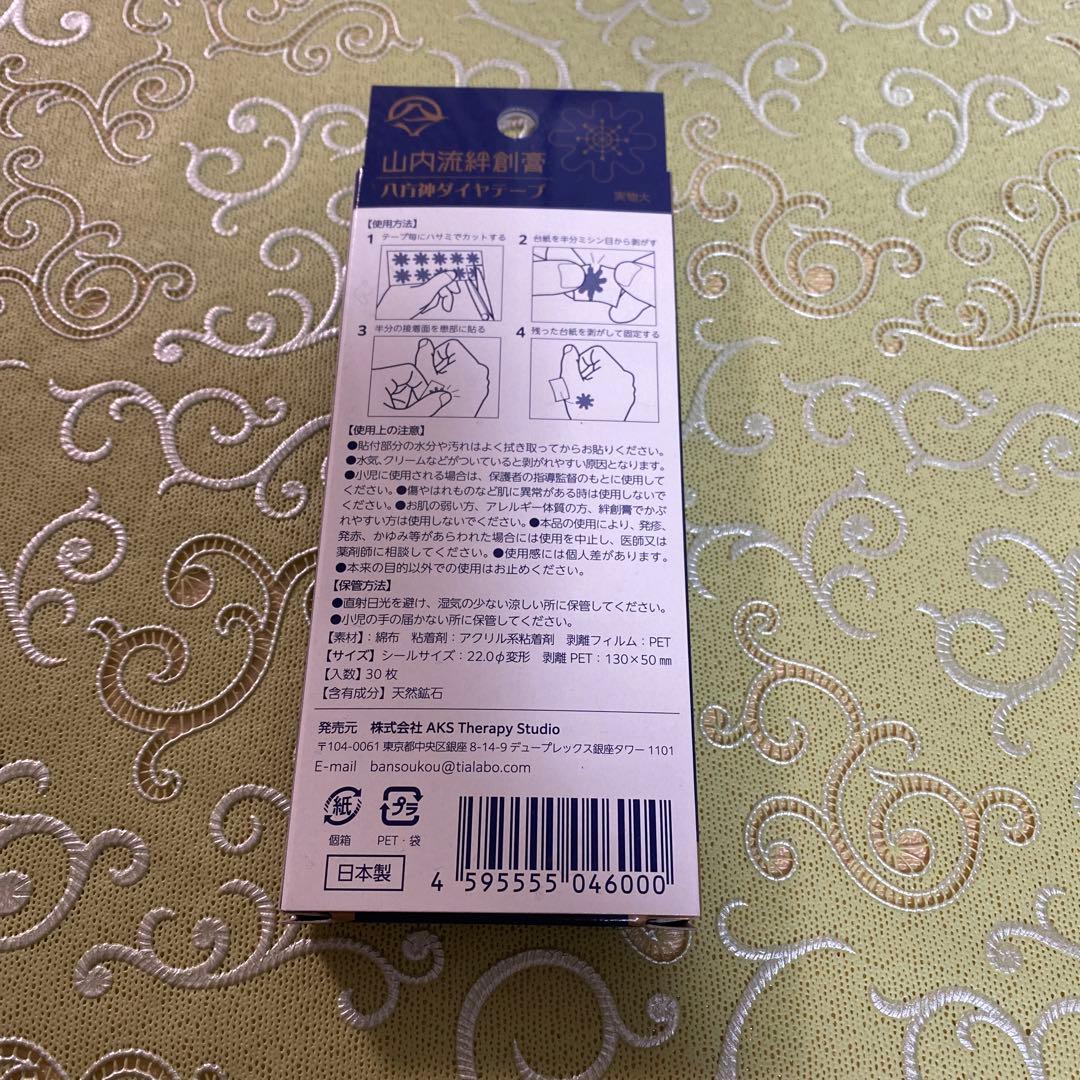 山内流絆創膏
八方神ダイヤテープ
実物大
【使用方法】
1 テープ毎にハサミでカットする
2 台紙を半分ミシン目から剥がす
3 半分の接着面を患部に貼る
4 残った台紙を剥がして固定する
【使用上の注意】
●貼付部分の水分や汚れはよく拭き取ってからお貼りください。
●水気、クリームなどがついていると剥がれやすい原因となります。
●小児に使用される場合は、保護者の指導監督のもとに使用して
ください。●傷やはれものなど肌に異常がある時は使用しないで
ください。●お肌の弱い方、アレルギー体質の方、絆創膏でかぶ
れやすい方は使用しないでください。●本品の使用により、発疹、
発赤、かゆみ等があらわれた場合には使用を中止し、医師又は
薬剤師に相談してください。●使用感には個人差があります。
●本来の目的以外での使用はお止めください。
【保管方法】
●直射日光を避け、湿気の少ない涼しい所に保管してください。
●小児の手の届かない所に保管してください。
【素材】：綿布 粘着剤：アクリル系粘着剤 剥離フィルム：PET
【サイズ】シールサイズ：22.0φ変形 剥離PET：130×50㎜
【入数】30枚
【含有成分】天然鉱石
発売元 株式会社 AKS Therapy Studio
〒104-0061 東京都中央区銀座 8-14-9 デュープレックス銀座タワー 1101
E-mail bansoukou@tialabo.com
紙
プラ
個箱
PET・袋
日本製
4 595555 046000